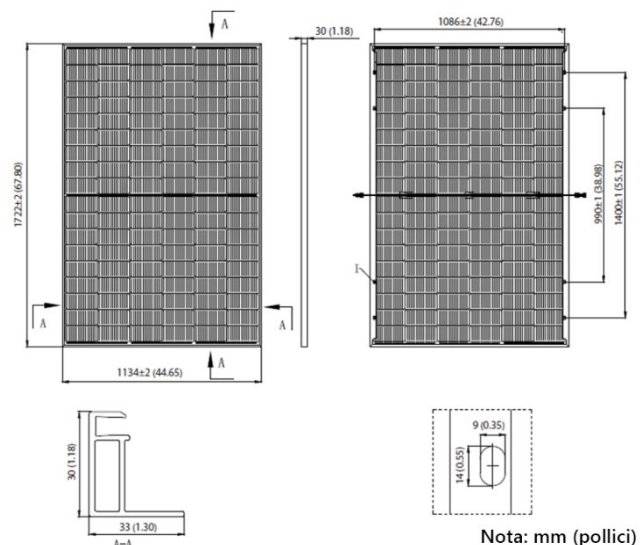 A
30 (1.18)
1086±2 (42.76)
1722±2 (67.80)
990±1 (38.98)
1400±1 (55.12)
I
A
A
A
1134±2 (44.65)
30 (1.18)
33 (1.30)
A-A
9 (0.35)
14 (0.55)
Nota: mm (pollici)